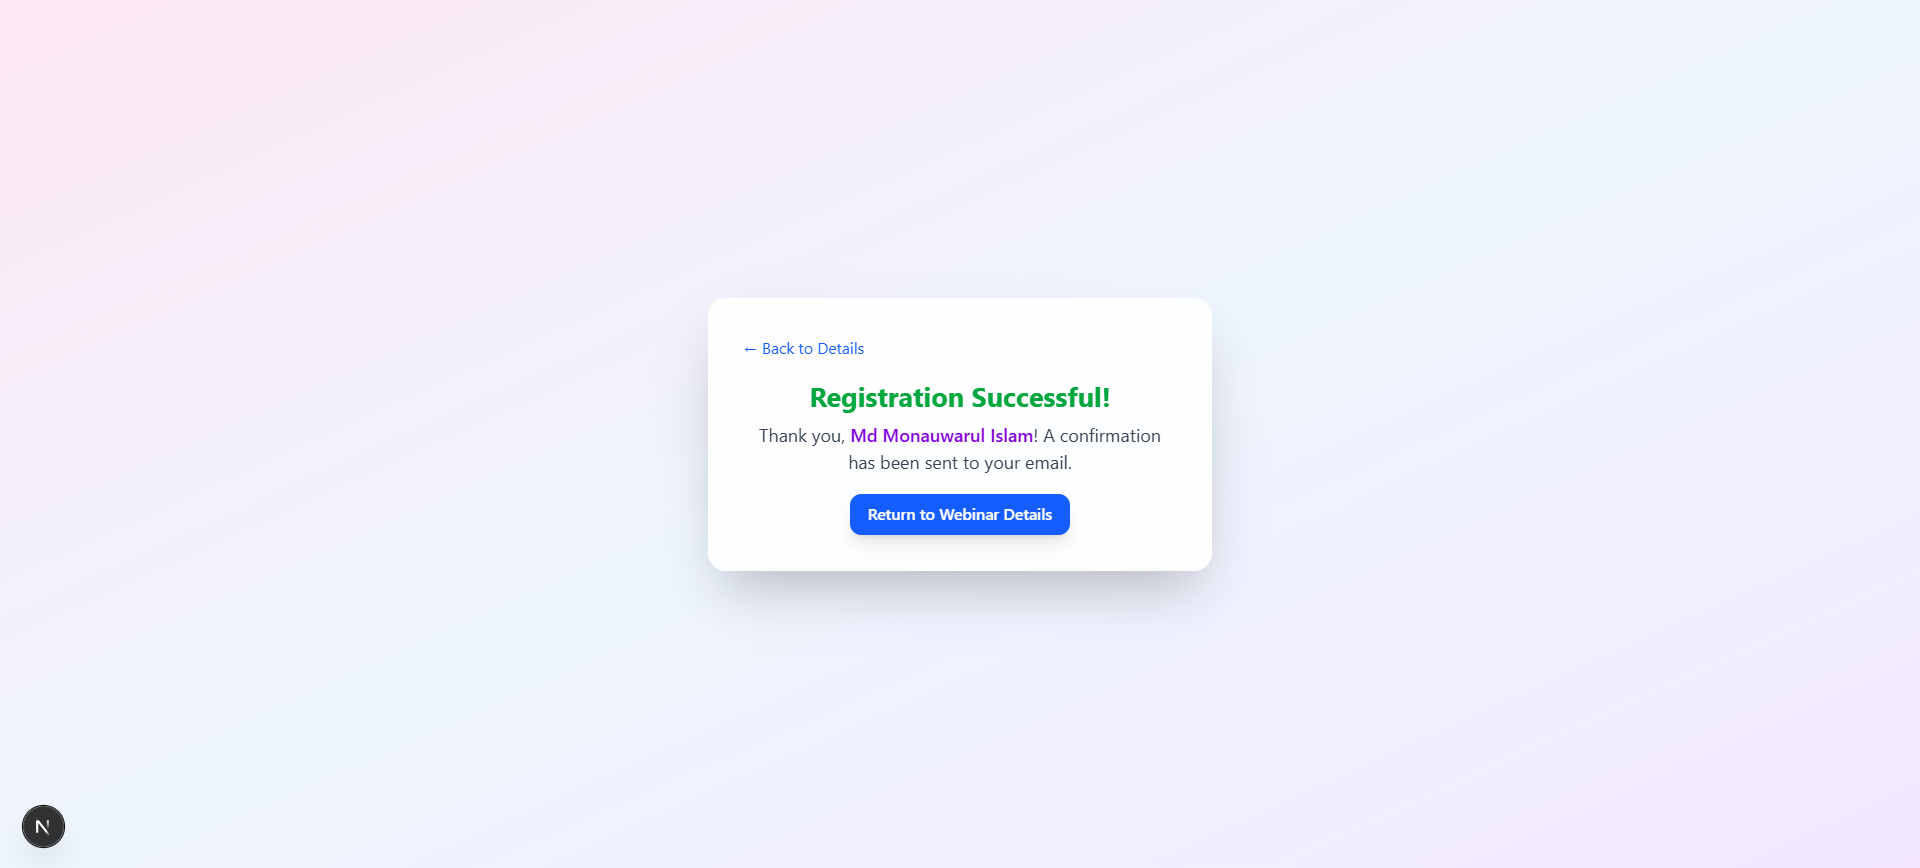 ← Back to Details
Registration Successful!
Thank you, Md Monauwarul Islam! A confirmation
has been sent to your email.
Return to Webinar Details
N